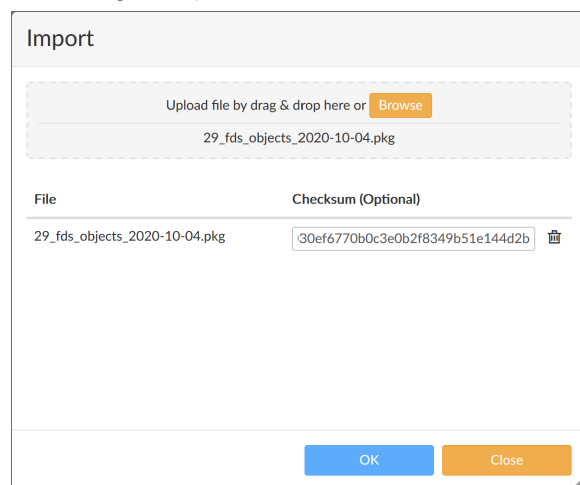 Import
Upload file by drag & drop here or Browse
29_fds_objects_2020-10-04.pkg
File Checksum (Optional)
29_fds_objects_2020-10-04.pkg 30ef6770b0c3e0b2f8349b51e144d2b
OK Close